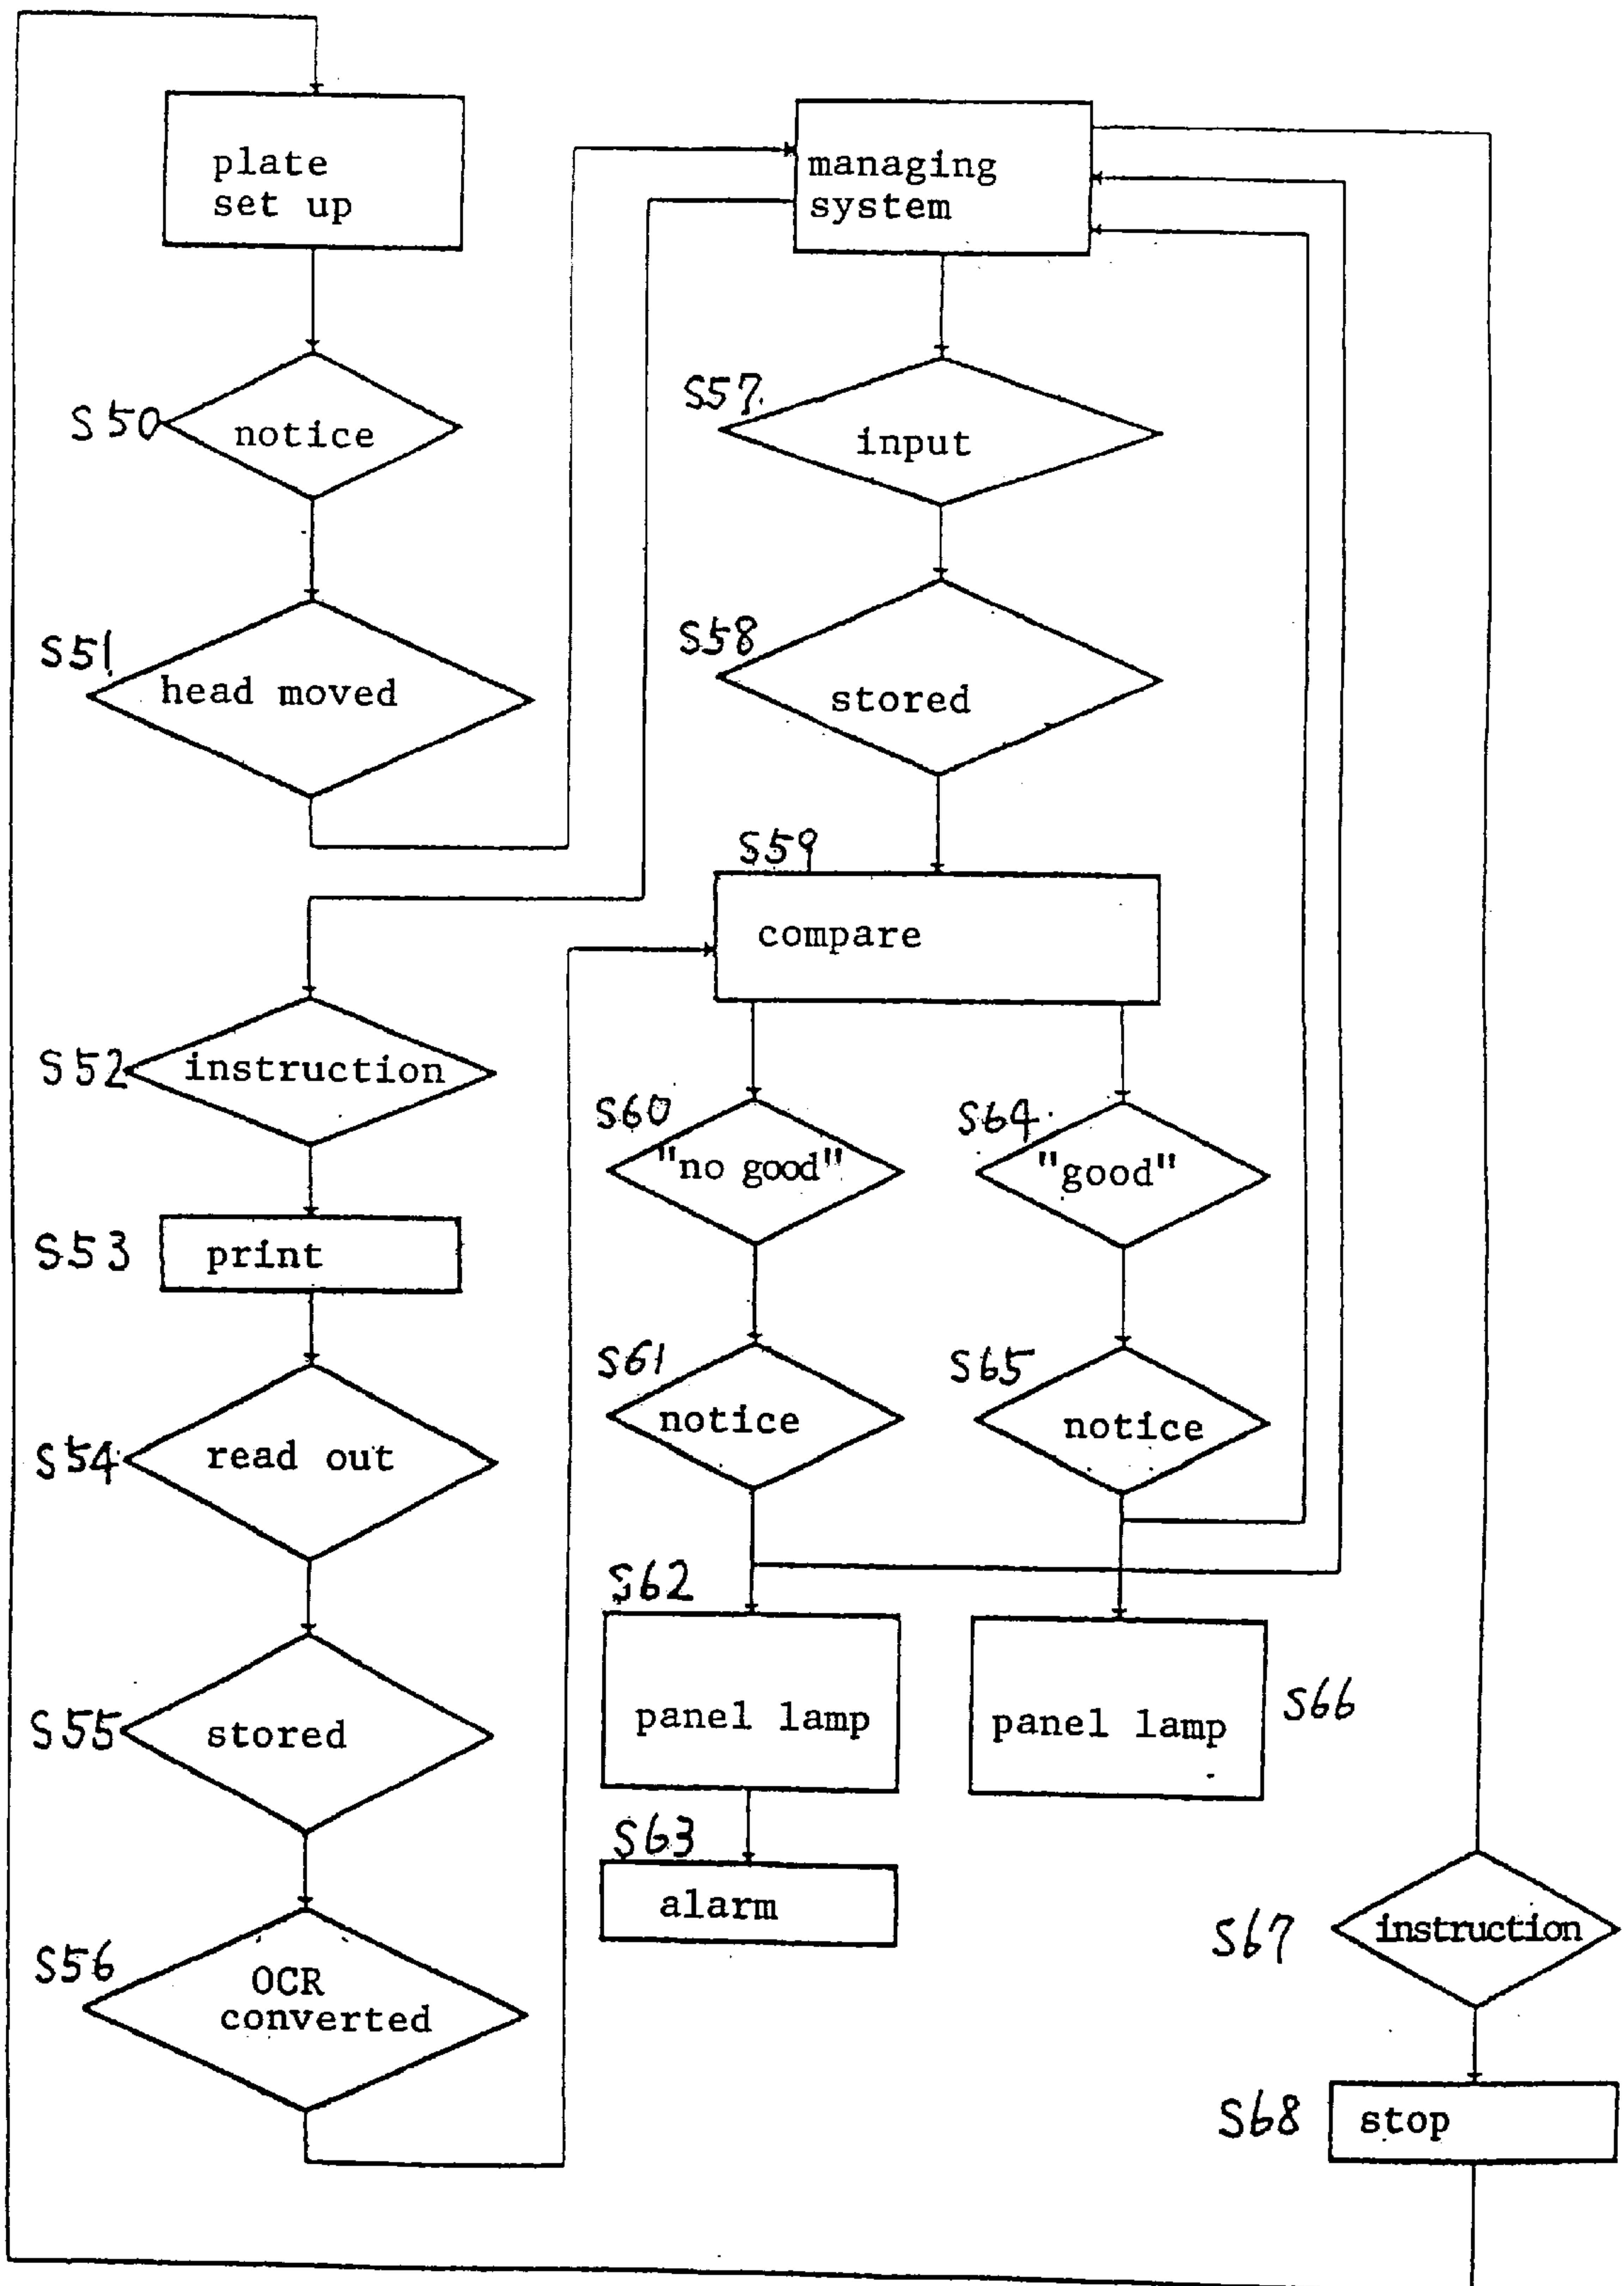 plate
set up
S50
notice
S51
head moved
S52
instruction
S53
print
S54
read out
S55
stored
S56
OCR
converted
managing
system
S57
input
S58
stored
S59
compare
S60
"no good"
S61
notice
S62
panel lamp
S63
alarm
S64
"good"
S65
notice
panel lamp
S66
S67
instruction
S68
stop